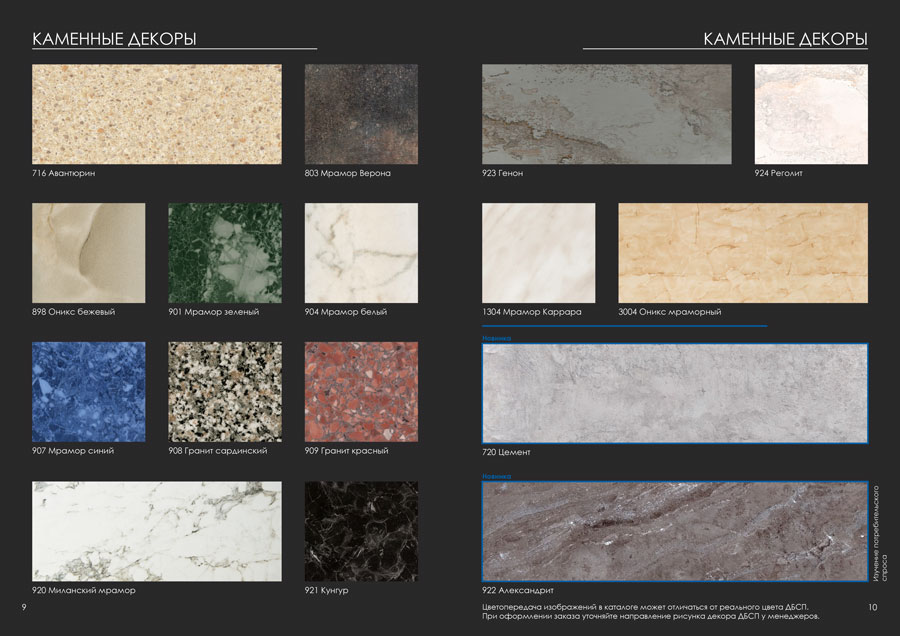 КАМЕННЫЕ ДЕКОРЫ
716 Авантюрин
803 Мрамор Верона
898 Оникс бежевый
901 Мрамор зеленый
904 Мрамор белый
907 Мрамор синий
908 Гранит сардинский
909 Гранит красный
920 Миланский мрамор
921 Кунгур
9
КАМЕННЫЕ ДЕКОРЫ
923 Генон
924 Реголит
1304 Мрамор Каррара
3004 Оникс мраморный
Новинка
720 Цемент
Новинка
922 Александрит
Изучение потребительского
спроса
Цветопередача изображений в каталоге может отличаться от реального цвета ДБСП.
При оформлении заказа уточняйте направление рисунка декора ДБСП у менеджеров.
10